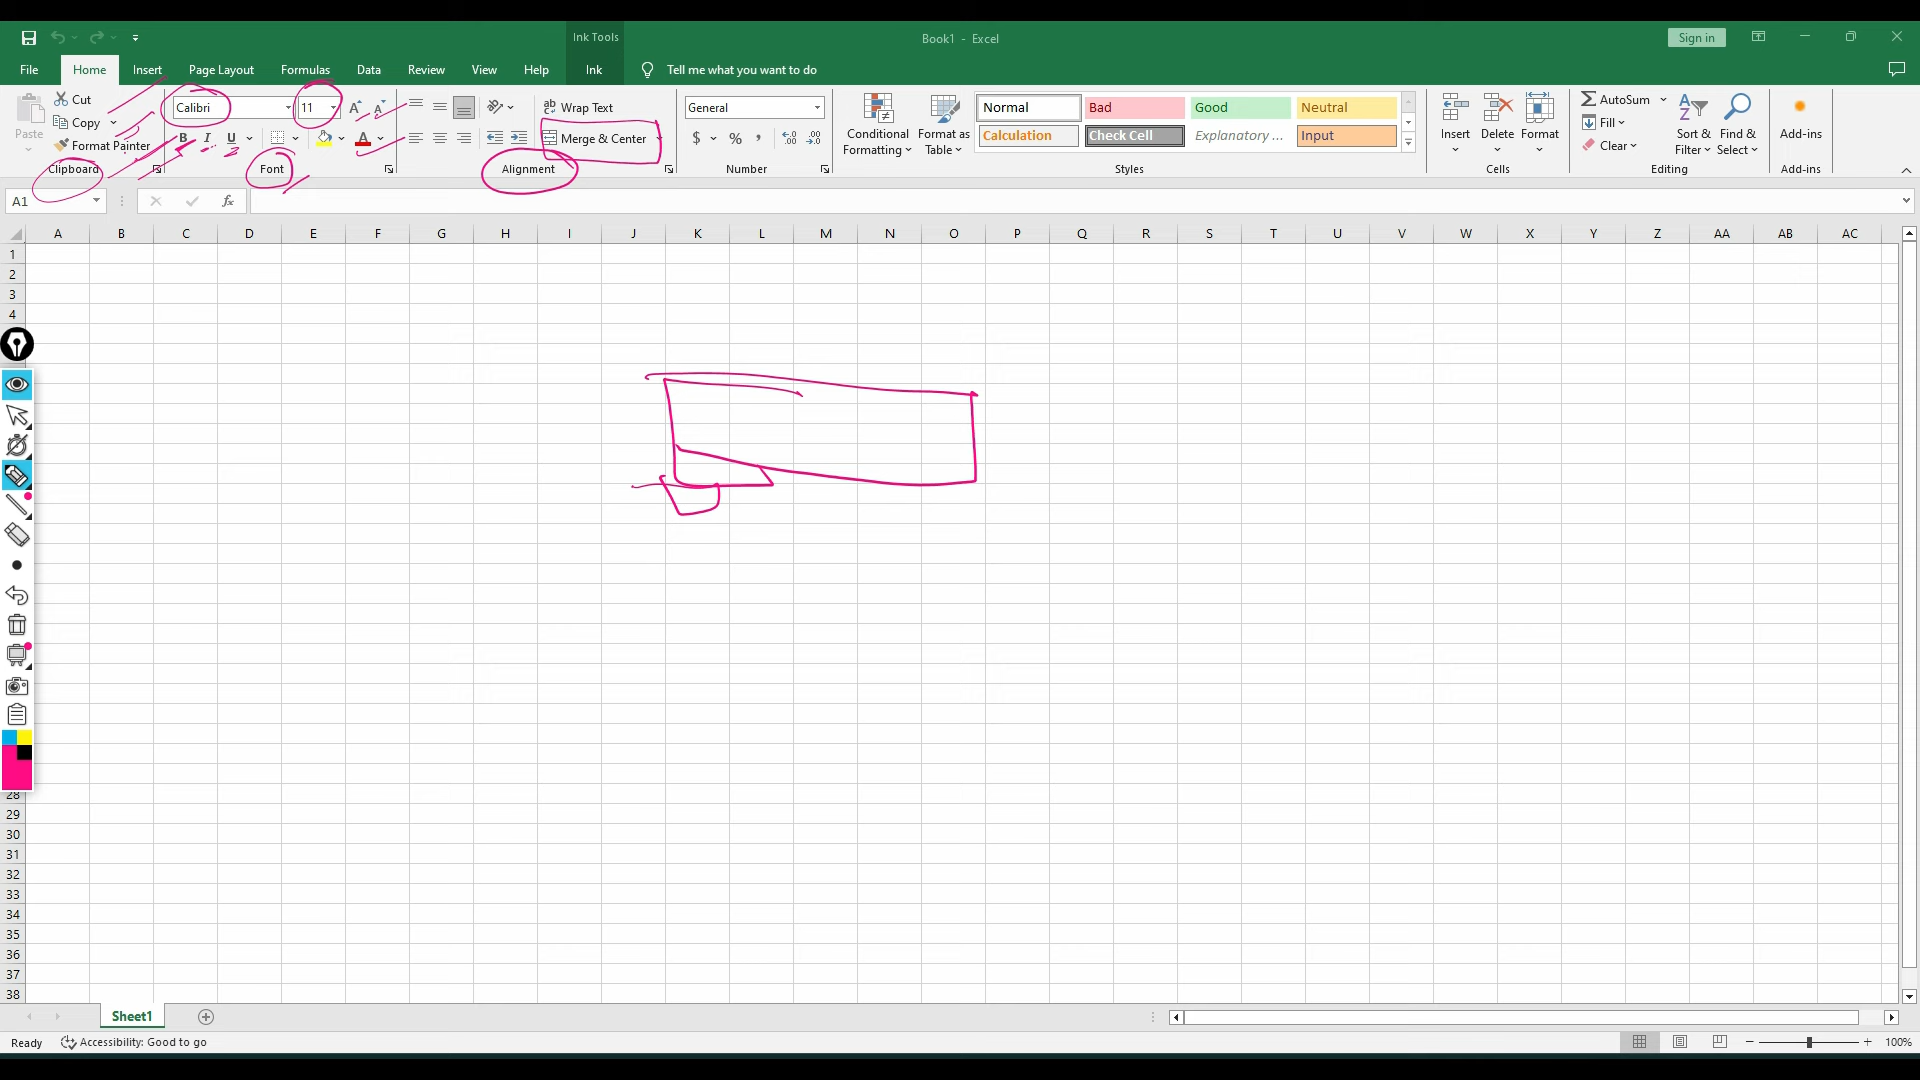 Ink Tools
Book1 - Excel
Sign in
File Home Insert Page Layout Formulas Data Review View Help Ink Tell me what you want to do
Paste
Cut
Copy
Format Painter
Clipboard
Calibri 11 A A
B I U A
Font
ab Wrap Text
Merge & Center
Alignment
General
$ % , .00 .00
Number
Conditional Formatting
Format as Table
Normal Bad Good Neutral
Calculation Check Cell Explanatory ... Input
Styles
Insert Delete Format
Cells
AutoSum
Fill
Clear
Sort & Filter
Find & Select
Editing
Add-ins
Add-ins
A1 fx
A B C D E F G H I J K L M N O P Q R S T U V W X Y Z AA AB AC
1
2
3
4
28
29
30
31
32
33
34
35
36
37
38
Sheet1
Ready Accessibility: Good to go 100%